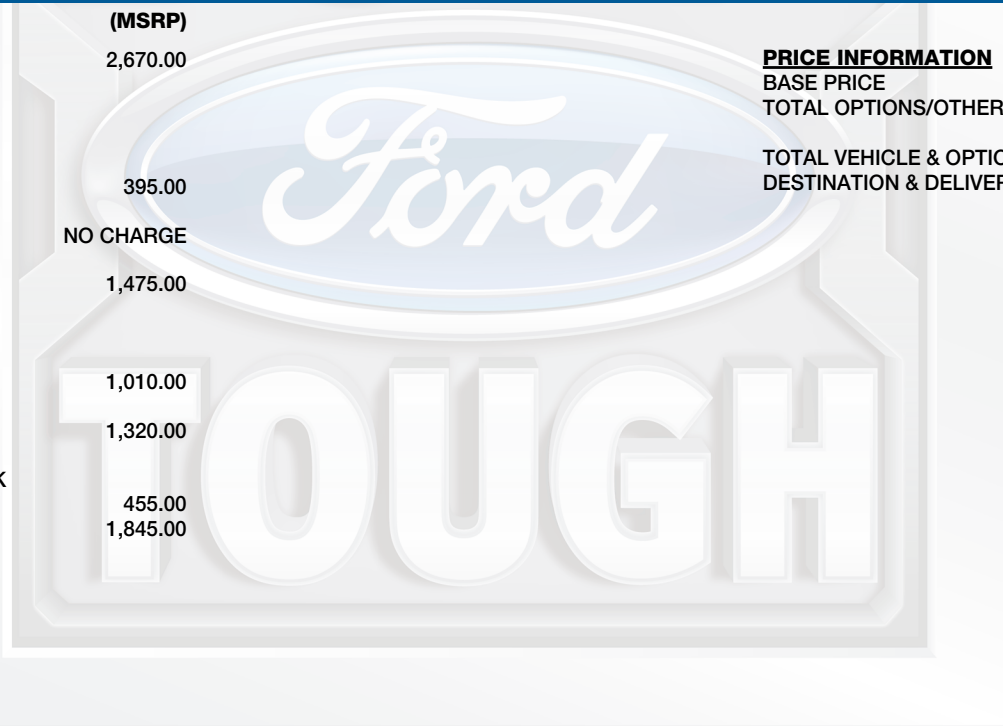 (MSRP)
2,670.00
395.00
NO CHARGE
1,475.00
1,010.00
1,320.00
K
455.00
1,845.00
PRICE INFORMATION
BASE PRICE
TOTAL OPTIONS/OTHER
TOTAL VEHICLE & OPTIO
DESTINATION & DELIVER
Ford
TOUGH